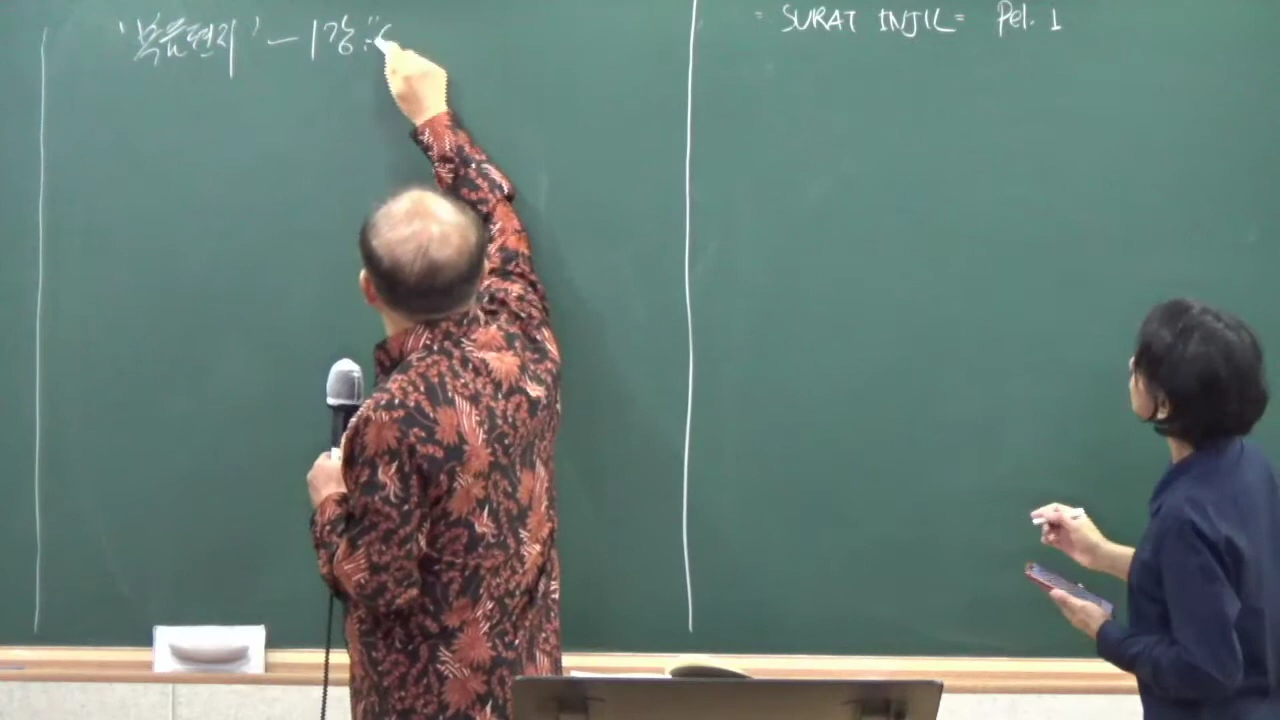 '복음편지' - 1강:
= SURAT INJIL = Pel. 1